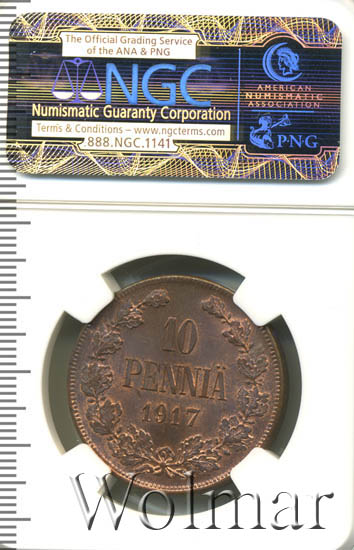 The Official Grading Service
of the ANA & PNG
NGC
Numismatic Guaranty Corporation
Terms & Conditions – www.ngcterms.com
888.NGC.1141
AMERICAN
NUMISMATIC
ASSOCIATION
P·N·G
10
PENNIÄ
1917
Wolmar